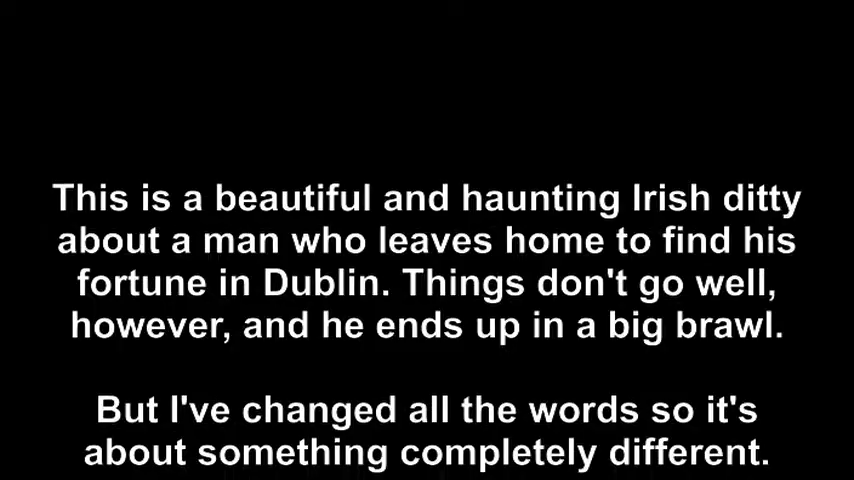 This is a beautiful and haunting Irish ditty
about a man who leaves home to find his
fortune in Dublin. Things don't go well,
however, and he ends up in a big brawl.
But I've changed all the words so it's
about something completely different.